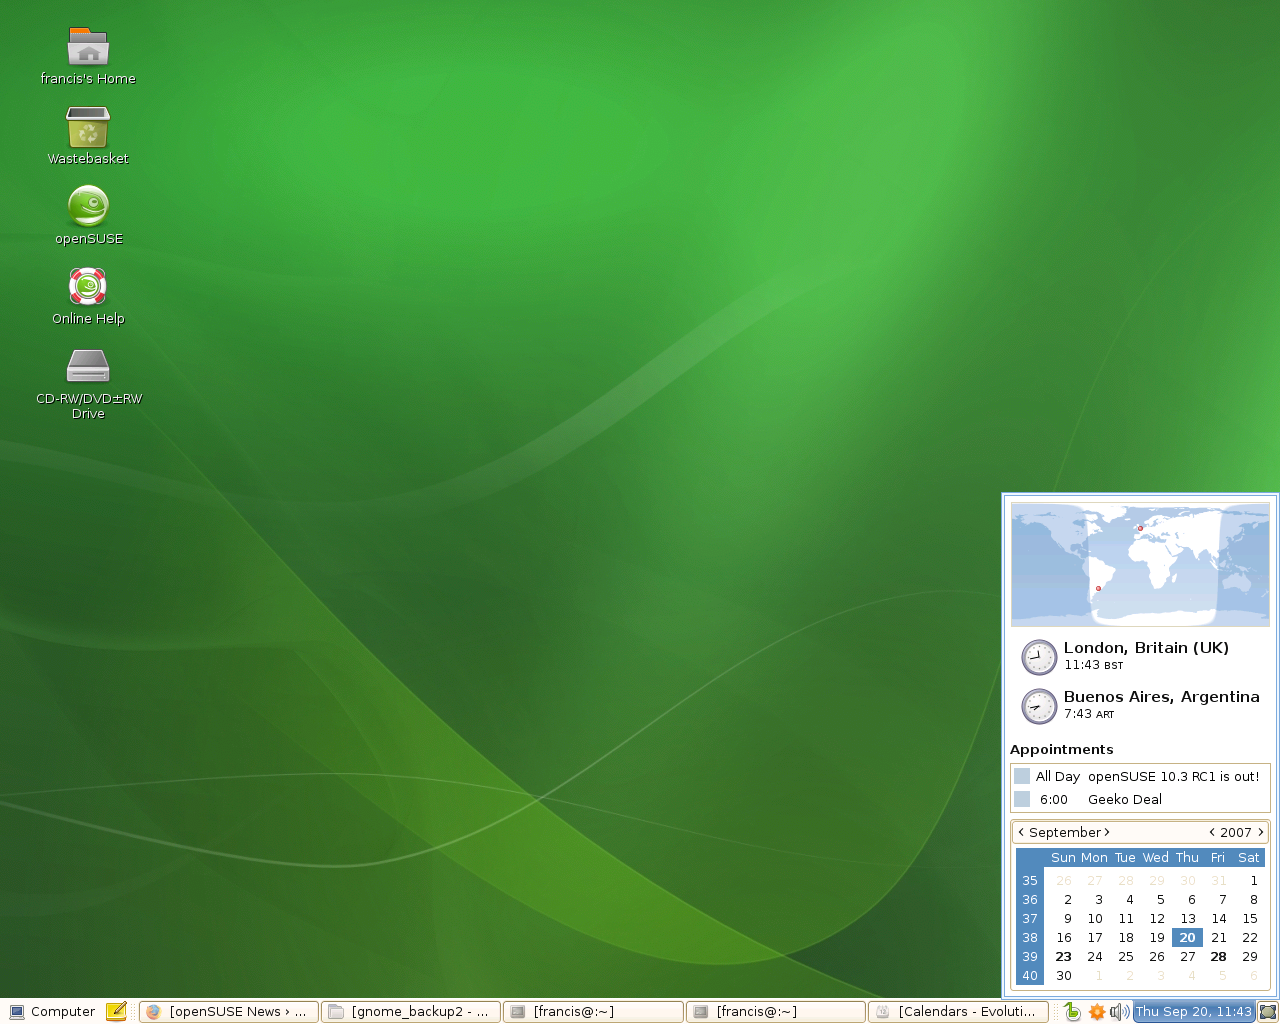 francis's Home
Wastebasket
openSUSE
Online Help
CD-RW/DVD±RW
Drive
London, Britain (UK)
11:43 BST
Buenos Aires, Argentina
7:43 ART
Appointments
All Day openSUSE 10.3 RC1 is out!
6:00 Geeko Deal
‹ September › ‹ 2007 ›
Sun Mon Tue Wed Thu Fri Sat
35 26 27 28 29 30 31 1
36 2 3 4 5 6 7 8
37 9 10 11 12 13 14 15
38 16 17 18 19 20 21 22
39 23 24 25 26 27 28 29
40 30 1 2 3 4 5 6
Computer [openSUSE News › ... [gnome_backup2 - ... [francis@:~] [francis@:~] [Calendars - Evoluti... Thu Sep 20, 11:43